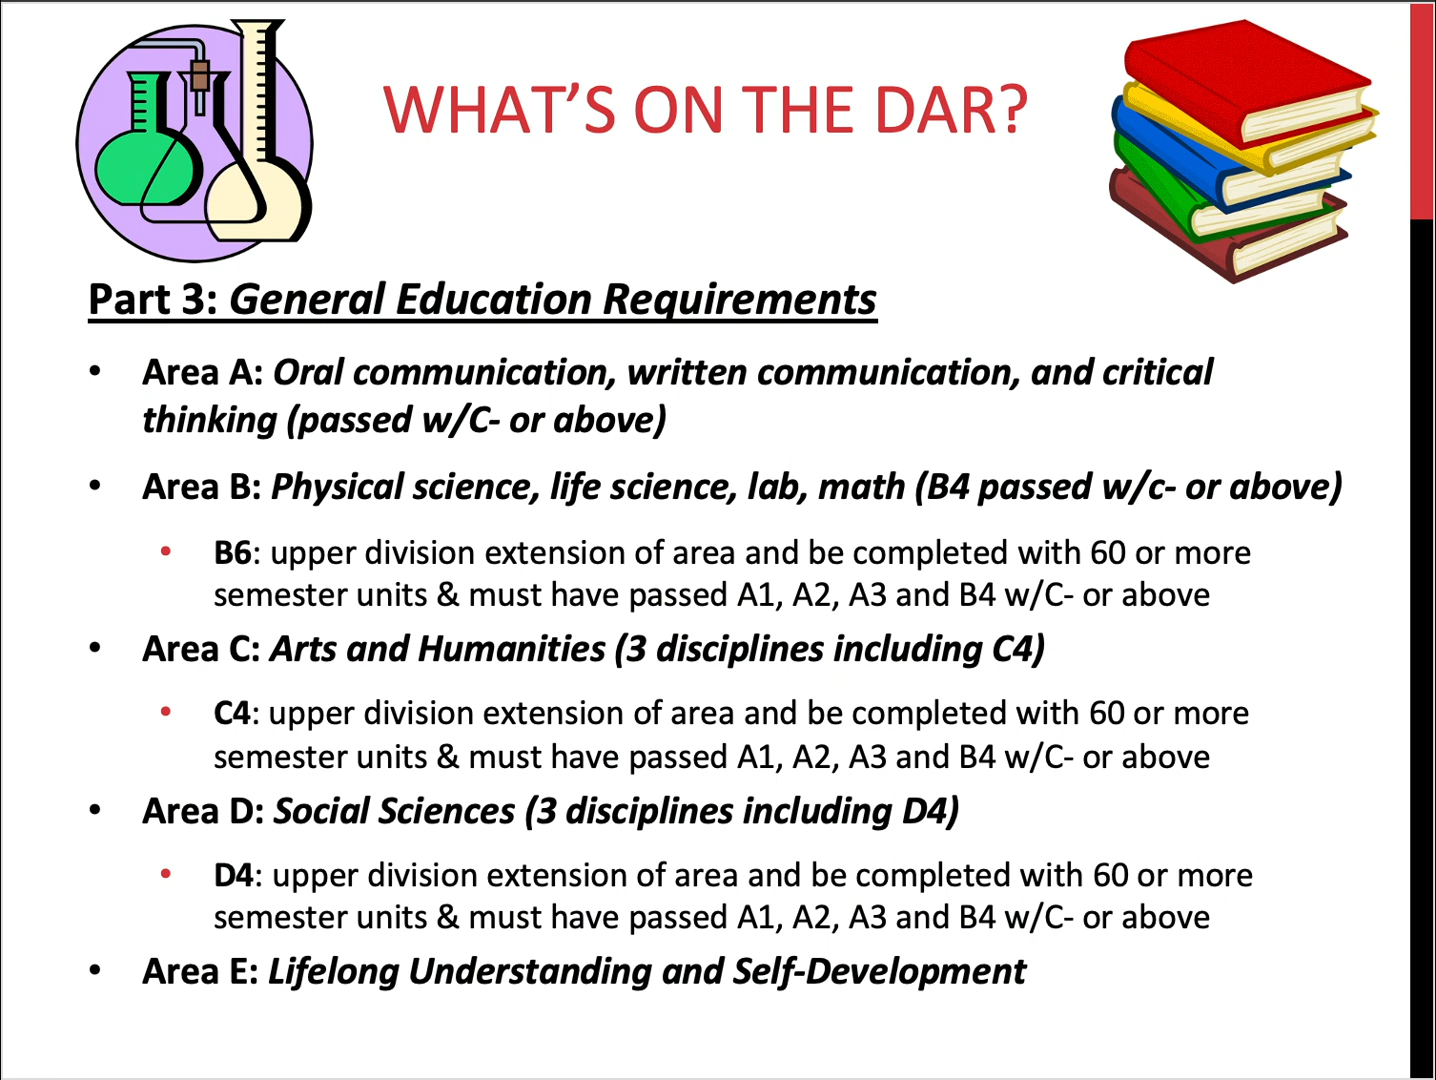 WHAT’S ON THE DAR?
Part 3: General Education Requirements
• Area A: Oral communication, written communication, and critical
thinking (passed w/C- or above)
• Area B: Physical science, life science, lab, math (B4 passed w/c- or above)
• B6: upper division extension of area and be completed with 60 or more
semester units & must have passed A1, A2, A3 and B4 w/C- or above
• Area C: Arts and Humanities (3 disciplines including C4)
• C4: upper division extension of area and be completed with 60 or more
semester units & must have passed A1, A2, A3 and B4 w/C- or above
• Area D: Social Sciences (3 disciplines including D4)
• D4: upper division extension of area and be completed with 60 or more
semester units & must have passed A1, A2, A3 and B4 w/C- or above
• Area E: Lifelong Understanding and Self-Development